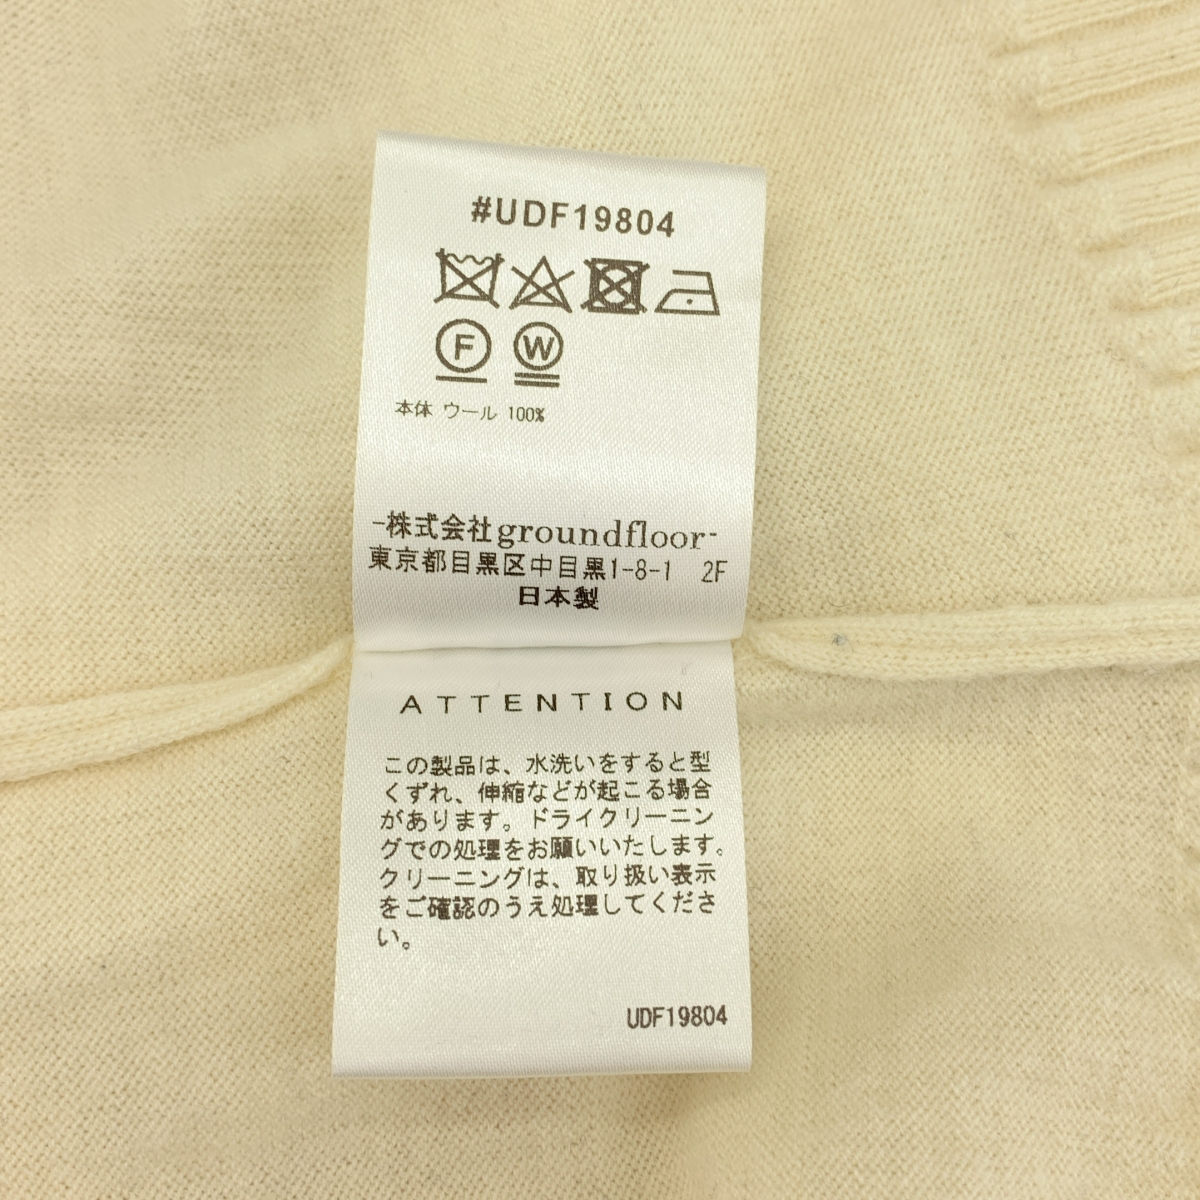 #UDF19804
F W
本体 ウール 100%
-株式会社groundfloor-
東京都目黒区中目黒1-8-1 2F
日本製
ATTENTION
この製品は、水洗いをすると型
くずれ、伸縮などが起こる場合
があります。ドライクリーニン
グでの処理をお願いいたします。
クリーニングは、取り扱い表示
をご確認のうえ処理してくださ
い。
UDF19804